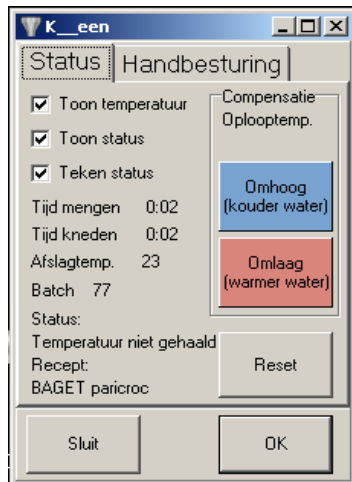 K__een
Status Handbesturing
Toon temperatuur
Toon status
Teken status
Tijd mengen 0:02
Tijd kneden 0:02
Afslagtemp. 23
Batch 77
Status:
Temperatuur niet gehaald
Recept:
BAGET paricroc
Compensatie
Oplooptemp.
Omhoog
(kouder water)
Omlaag
(warmer water)
Reset
Sluit OK